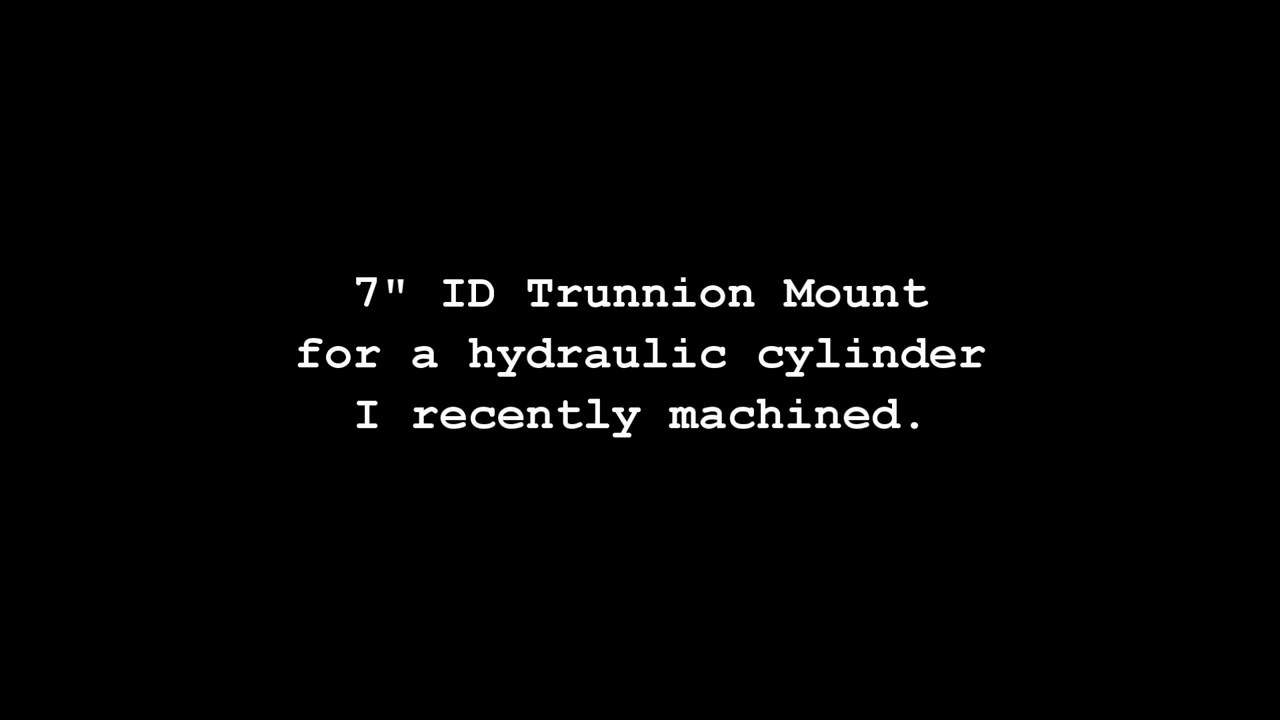 7" ID Trunnion Mount
for a hydraulic cylinder
I recently machined.